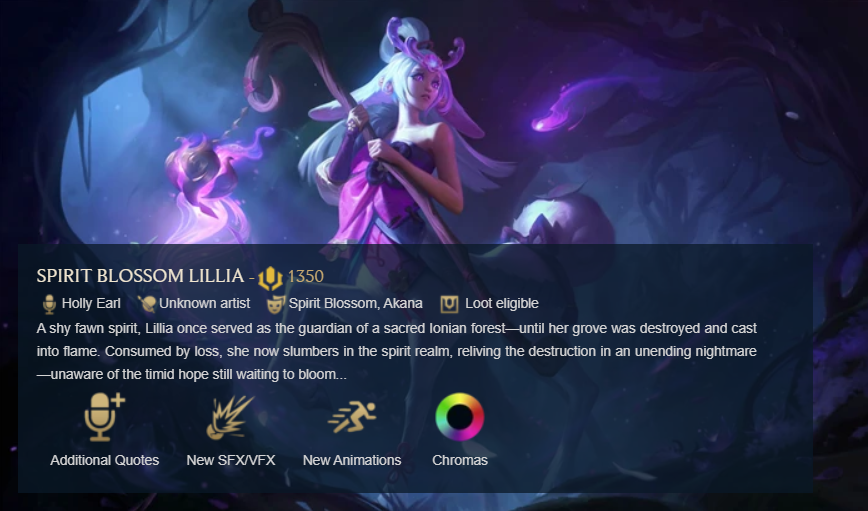 SPIRIT BLOSSOM LILLIA - 1350
Holly Earl Unknown artist Spirit Blossom, Akana Loot eligible
A shy fawn spirit, Lillia once served as the guardian of a sacred Ionian forest—until her grove was destroyed and cast
into flame. Consumed by loss, she now slumbers in the spirit realm, reliving the destruction in an unending nightmare
—unaware of the timid hope still waiting to bloom...
Additional Quotes New SFX/VFX New Animations Chromas